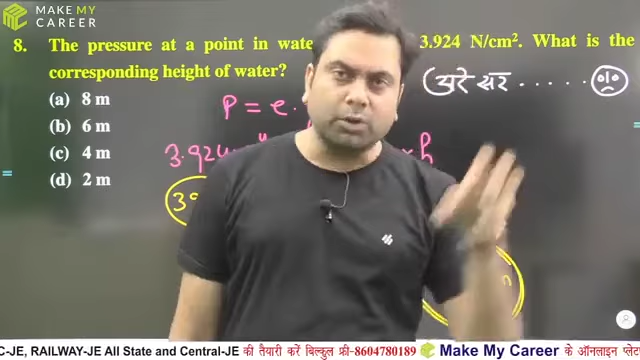 MAKE MY
CAREER
8. The pressure at a point in wate 3.924 N/cm². What is the
corresponding height of water?
(अरे सर .....
(a) 8 m
(b) 6 m
(c) 4 m
(d) 2 m
P = e.
3.924 h
39
C-JE, RAILWAY-JE All State and Central-JE की तैयारी करें बिल्कुल फ्री-8604780189 Make My Career के ऑनलाइन प्लेट